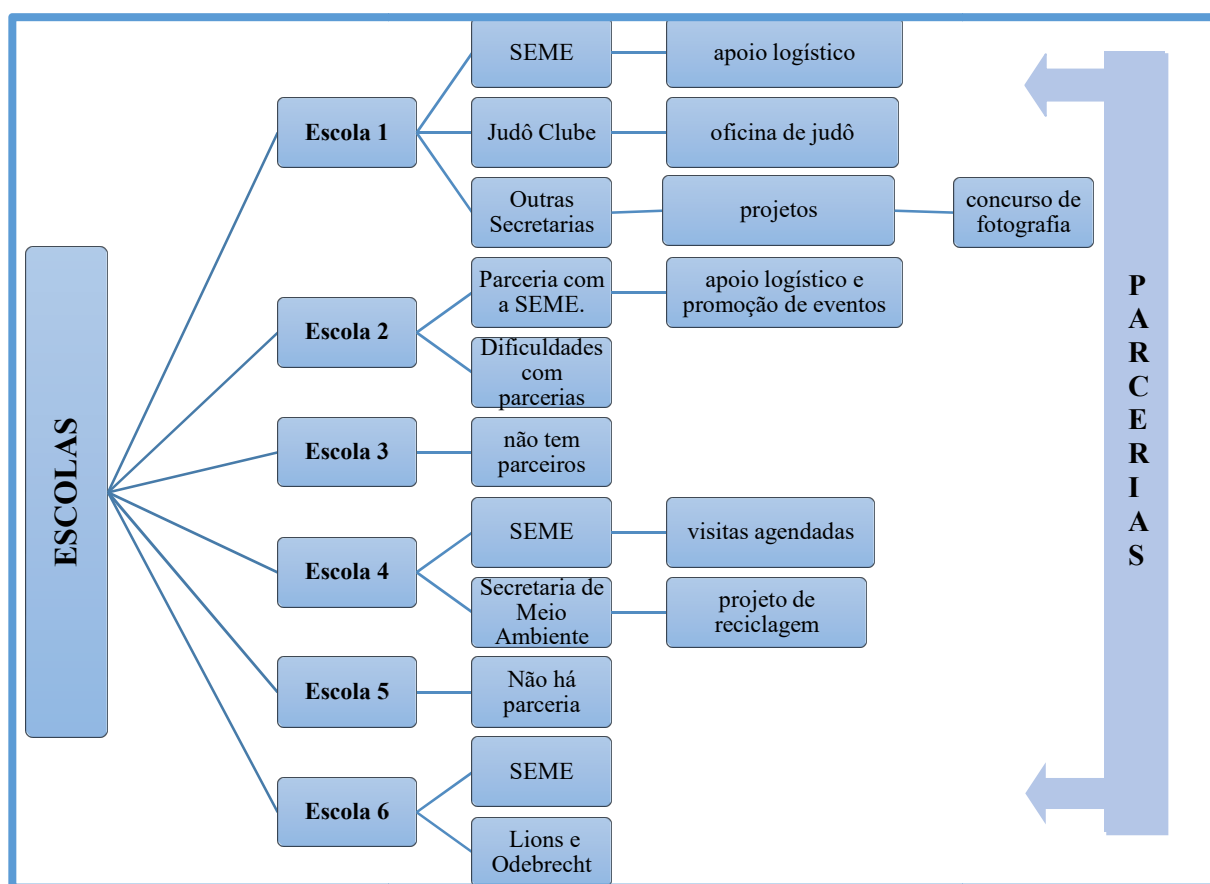 ESCOLAS
Escola 1
SEME
apoio logístico
Judô Clube
oficina de judô
Outras
Secretarias
projetos
concurso de
fotografia
Escola 2
Parceria com
a SEME.
apoio logístico e
promoção de eventos
Dificuldades
com
parcerias
Escola 3
não tem
parceiros
Escola 4
SEME
visitas agendadas
Secretaria de
Meio
Ambiente
projeto de
reciclagem
Escola 5
Não há
parceria
Escola 6
SEME
Lions e
Odebrecht
P
A
R
C
E
R
I
A
S